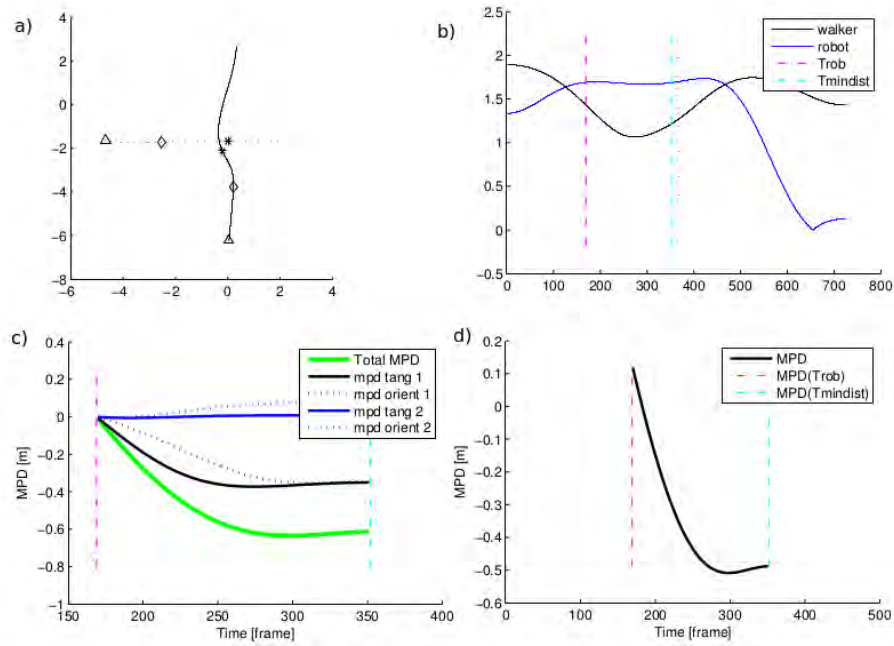 a)
4
2
0
−2
−4
−6
−8
−6 −4 −2 0 2 4
b)
2.5
2
1.5
1
0.5
0
−0.5
0 100 200 300 400 500 600 700 800
walker
robot
Trob
Tmindist
c)
0.4
0.2
0
−0.2
−0.4
−0.6
−0.8
−1
MPD [m]
150 200 250 300 350 400 450
Time [frame]
Total MPD
mpd tang 1
mpd orient 1
mpd tang 2
mpd orient 2
d)
0.2
0.1
0
−0.1
−0.2
−0.3
−0.4
−0.5
−0.6
MPD [m]
0 100 200 300 400 500
Time [frame]
MPD
MPD(Trob)
MPD(Tmindist)